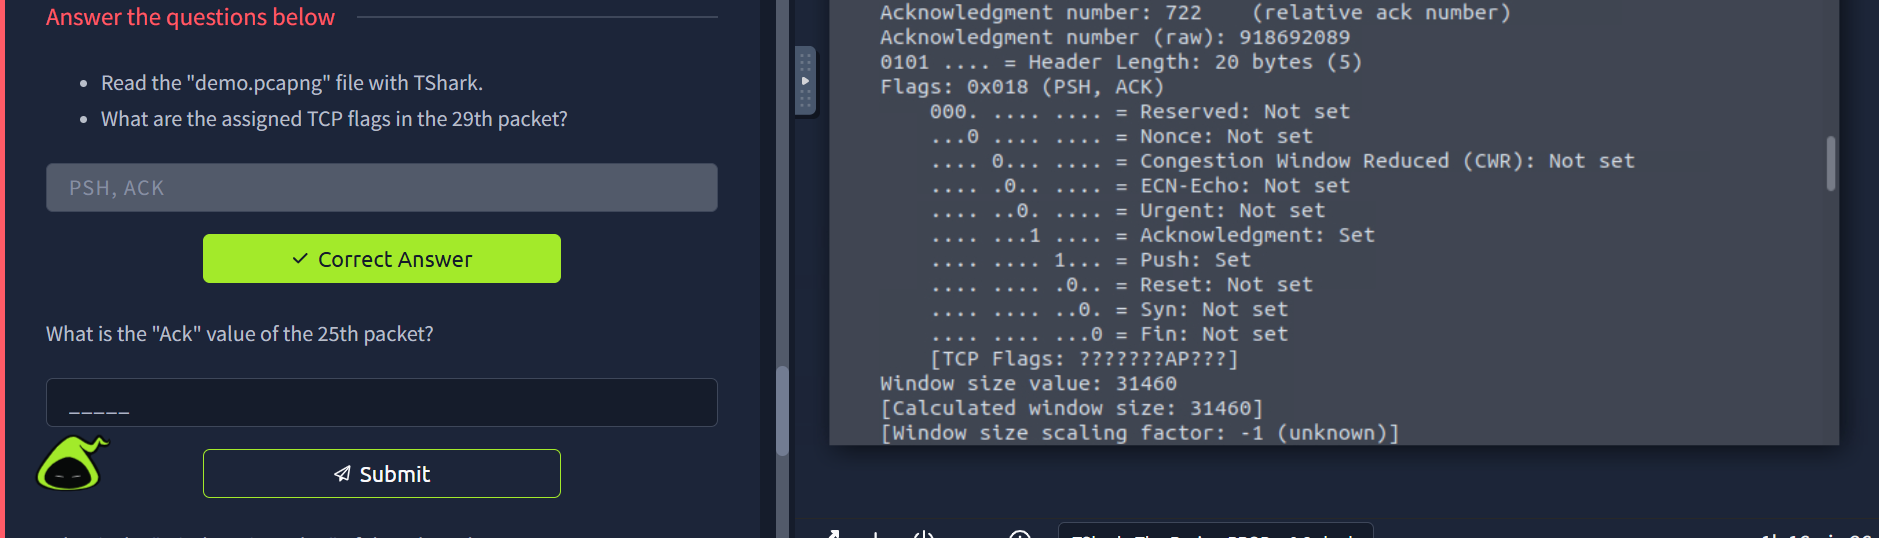 Answer the questions below
Read the "demo.pcapng" file with TShark.
What are the assigned TCP flags in the 29th packet?
PSH, ACK
Correct Answer
What is the "Ack" value of the 25th packet?
_____
Submit
Acknowledgment number: 722    (relative ack number)
Acknowledgment number (raw): 918692089
0101 .... = Header Length: 20 bytes (5)
Flags: 0x018 (PSH, ACK)
000. .... .... = Reserved: Not set
...0 .... .... = Nonce: Not set
.... 0... .... = Congestion Window Reduced (CWR): Not set
.... .0.. .... = ECN-Echo: Not set
.... ..0. .... = Urgent: Not set
.... ...1 .... = Acknowledgment: Set
.... .... 1... = Push: Set
.... .... .0.. = Reset: Not set
.... .... ..0. = Syn: Not set
.... .... ...0 = Fin: Not set
[TCP Flags: ???????AP???]
Window size value: 31460
[Calculated window size: 31460]
[Window size scaling factor: -1 (unknown)]